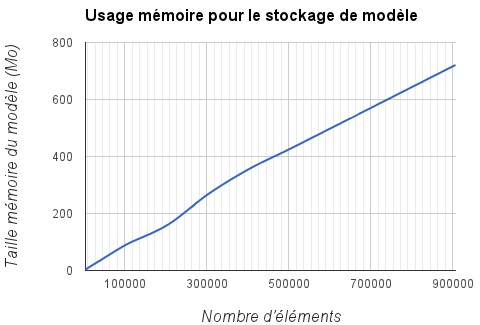 Usage mémoire pour le stockage de modèle
Taille mémoire du modèle (Mo)
800
600
400
200
0
100000 300000 500000 700000 900000
Nombre d'éléments